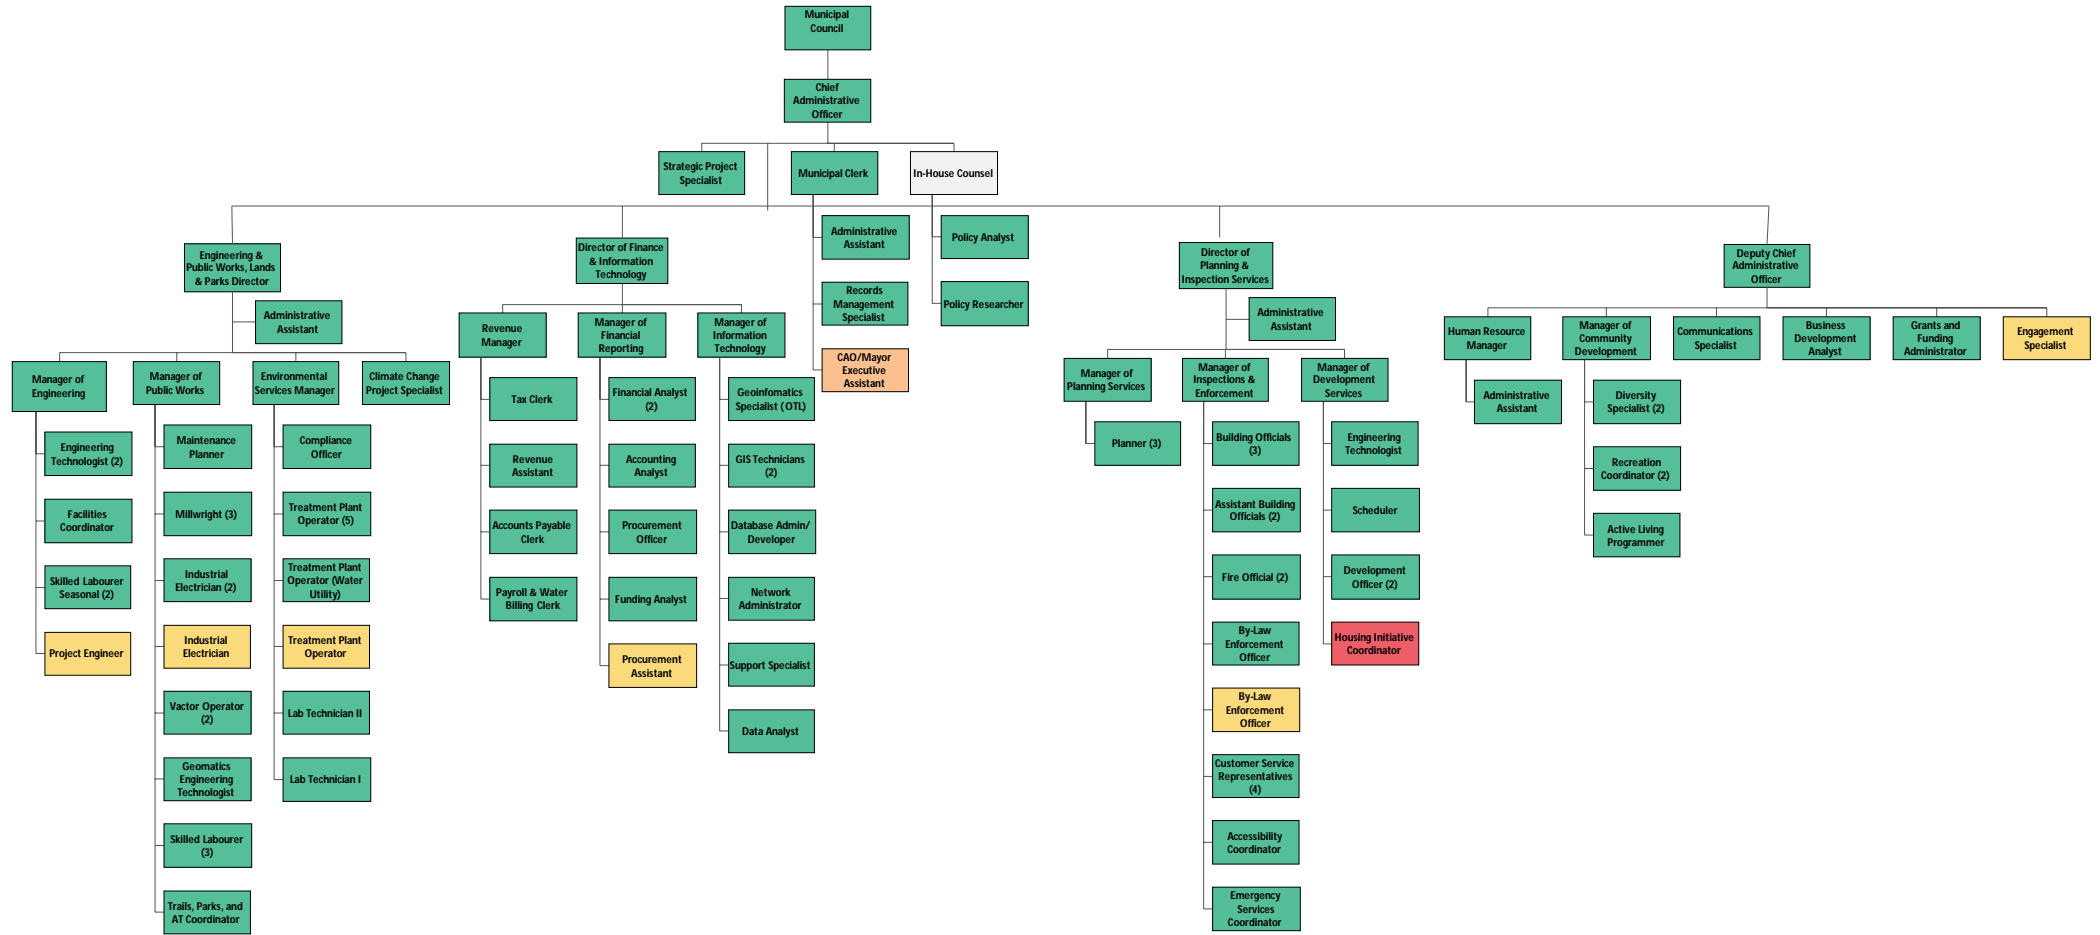 Municipal
Council
Chief
Administrative
Officer
Strategic Project
Specialist
Municipal Clerk
In-House Counsel
Administrative
Assistant
Records
Management
Specialist
CAO/Mayor
Executive
Assistant
Policy Analyst
Policy Researcher
Engineering &
Public Works, Lands
& Parks Director
Administrative
Assistant
Manager of
Engineering
Engineering
Technologist (2)
Facilities
Coordinator
Skilled Labourer
Seasonal (2)
Project Engineer
Manager of
Public Works
Maintenance
Planner
Millwright (3)
Industrial
Electrician (2)
Industrial
Electrician
Vactor Operator
(2)
Geomatics
Engineering
Technologist
Skilled Labourer
(3)
Trails, Parks, and
AT Coordinator
Environmental
Services Manager
Compliance
Officer
Treatment Plant
Operator (5)
Treatment Plant
Operator (Water
Utility)
Treatment Plant
Operator
Lab Technician II
Lab Technician I
Climate Change
Project Specialist
Director of Finance
& Information
Technology
Revenue
Manager
Tax Clerk
Revenue
Assistant
Accounts Payable
Clerk
Payroll & Water
Billing Clerk
Manager of
Financial
Reporting
Financial Analyst
(2)
Accounting
Analyst
Procurement
Officer
Funding Analyst
Procurement
Assistant
Manager of
Information
Technology
Geoinfomatics
Specialist (OTL)
GIS Technicians
(2)
Database Admin/
Developer
Network
Administrator
Support Specialist
Data Analyst
Director of
Planning &
Inspection Services
Administrative
Assistant
Manager of
Planning Services
Planner (3)
Manager of
Inspections &
Enforcement
Building Officials
(3)
Assistant Building
Officials (2)
Fire Official (2)
By-Law
Enforcement
Officer
By-Law
Enforcement
Officer
Customer Service
Representatives
(4)
Accessibility
Coordinator
Emergency
Services
Coordinator
Manager of
Development
Services
Engineering
Technologist
Scheduler
Development
Officer (2)
Housing Initiative
Coordinator
Deputy Chief
Administrative
Officer
Human Resource
Manager
Administrative
Assistant
Manager of
Community
Development
Diversity
Specialist (2)
Recreation
Coordinator (2)
Active Living
Programmer
Communications
Specialist
Business
Development
Analyst
Grants and
Funding
Administrator
Engagement
Specialist